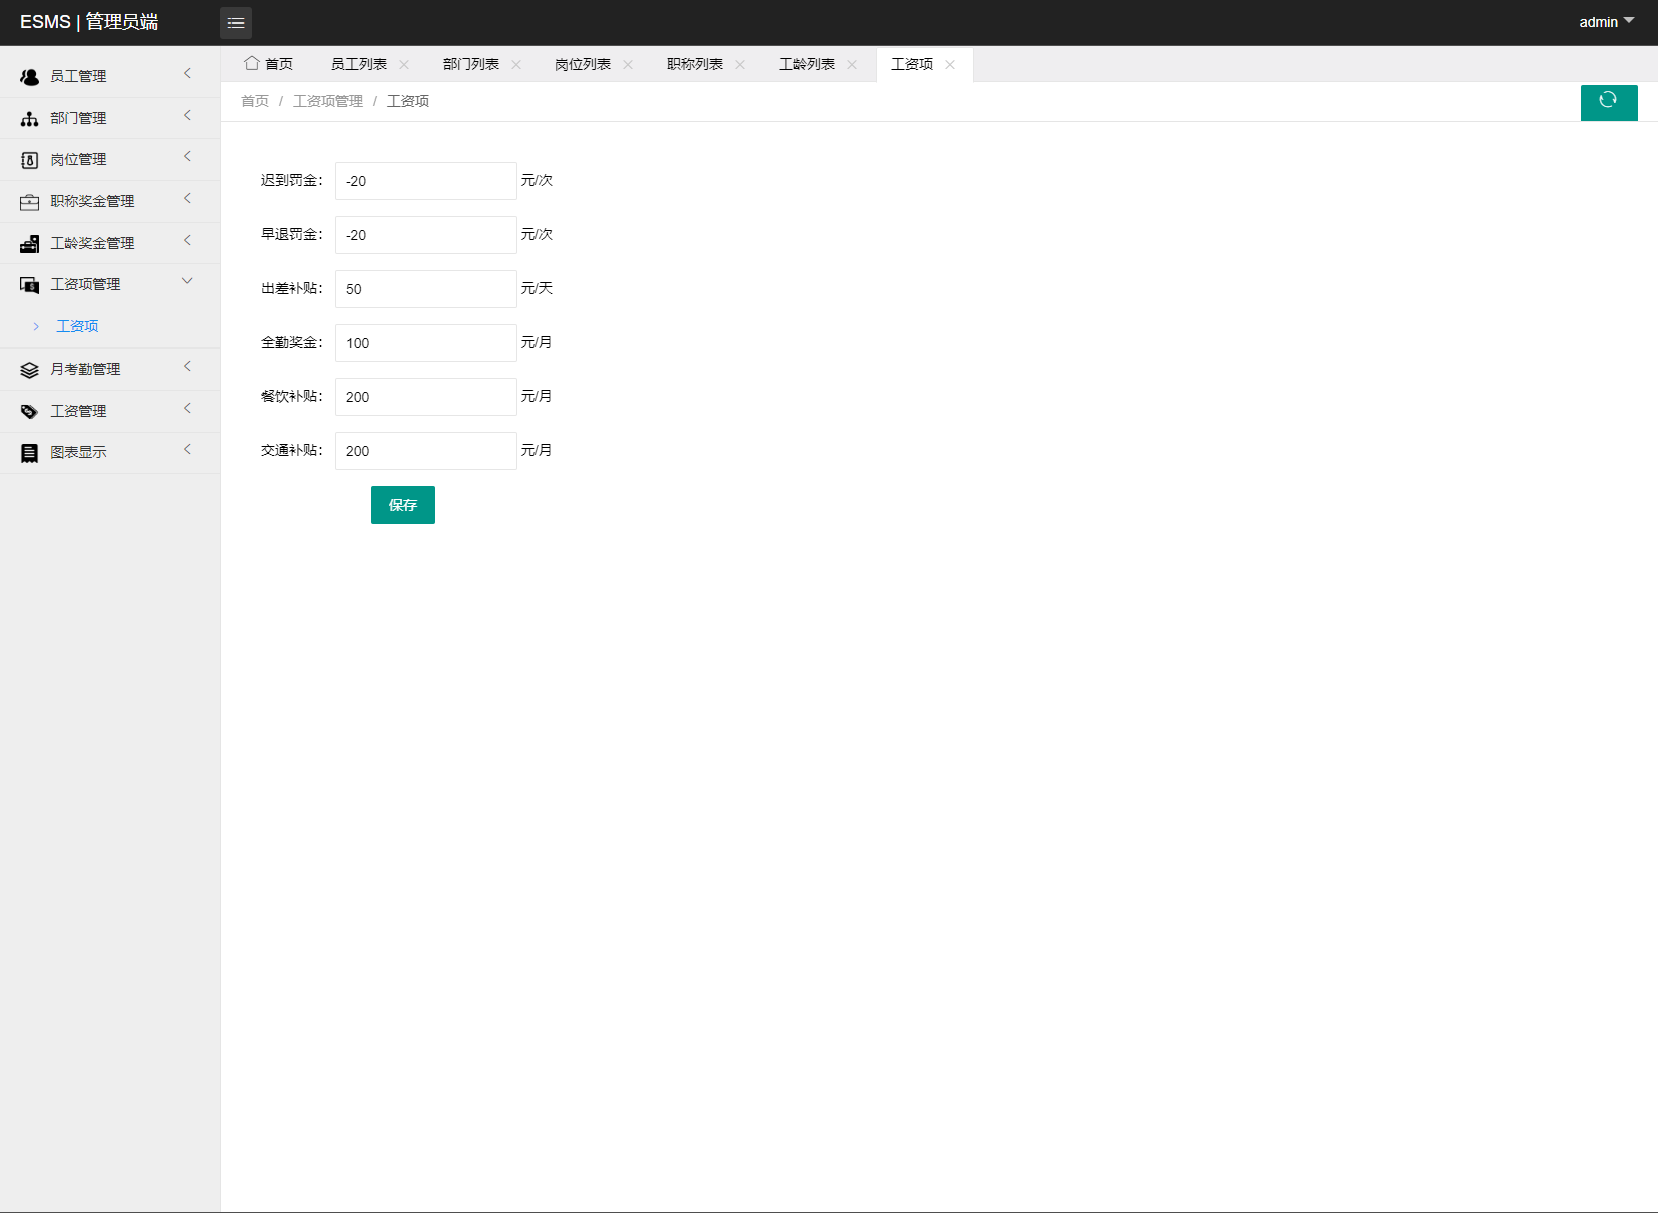 ESMS | 管理员端
admin
员工管理
部门管理
岗位管理
职称奖金管理
工龄奖金管理
工资项管理
工资项
月考勤管理
工资管理
图表显示
首页 员工列表 部门列表 岗位列表 职称列表 工龄列表 工资项
首页 / 工资项管理 / 工资项
迟到罚金： -20 元/次
早退罚金： -20 元/次
出差补贴： 50 元/天
全勤奖金： 100 元/月
餐饮补贴： 200 元/月
交通补贴： 200 元/月
保存